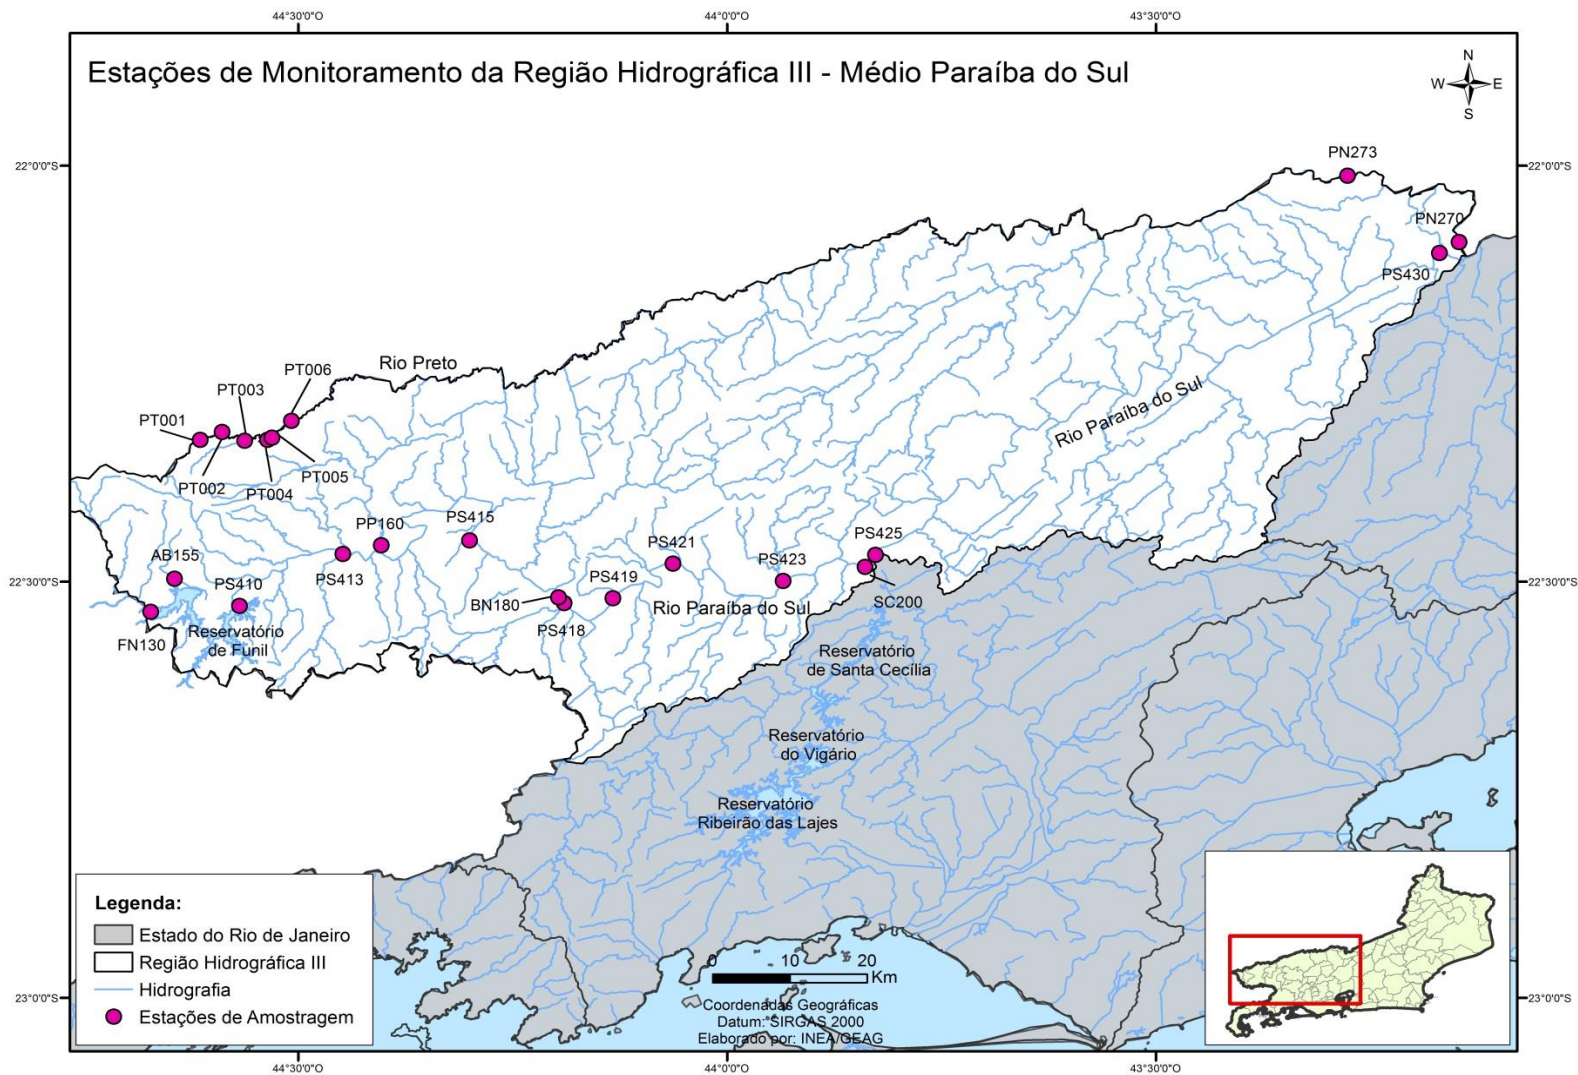 44°30'0"O
44°0'0"O
43°30'0"O
Estações de Monitoramento da Região Hidrográfica III - Médio Paraíba do Sul
N
W
E
S
22°0'0"S
22°0'0"S
PN273
PN270
PS430
Rio Preto
PT006
PT003
PT001
PT002
PT004
PT005
Rio Paraíba do Sul
PP160
PS415
PS425
PS421
PS423
AB155
PS413
PS410
PS419
22°30'0"S
22°30'0"S
BN180
PS418
Rio Paraíba do Sul
SC200
FN130
Reservatório
de Funil
Reservatório
de Santa Cecília
Reservatório
do Vigário
Reservatório
Ribeirão das Lajes
Legenda:
Estado do Rio de Janeiro
Região Hidrográfica III
Hidrografia
Estações de Amostragem
0
10
20
Km
Coordenadas Geográficas
Datum: SIRGAS 2000
Elaborado por: INEA/GEAG
23°0'0"S
23°0'0"S
44°30'0"O
44°0'0"O
43°30'0"O